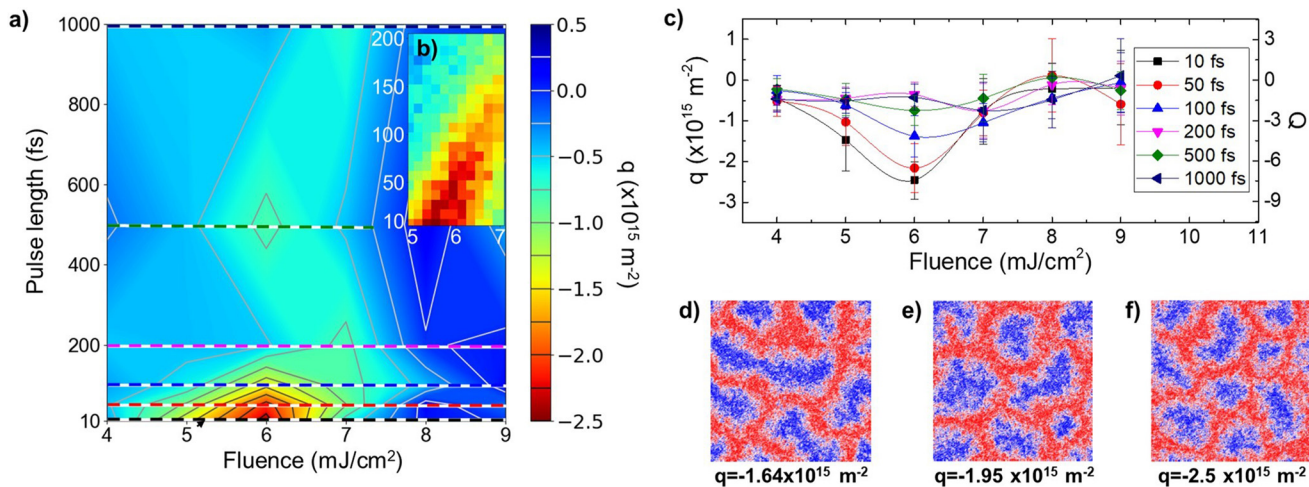 a)
1000
800
600
400
200
10
Pulse length (fs)
4 5 6 7 8 9
Fluence (mJ/cm²)
b)
200
150
100
50
10
5 6 7
0.5
0.0
−0.5
−1.0
−1.5
−2.0
−2.5
q (x10¹⁵ m⁻²)
c)
1
0
-1
-2
-3
q (x10¹⁵ m⁻²)
3
0
-3
-6
-9
Q
10 fs
50 fs
100 fs
200 fs
500 fs
1000 fs
4 5 6 7 8 9 10 11
Fluence (mJ/cm²)
d)
e)
f)
q=-1.64x10¹⁵ m⁻²
q=-1.95 x10¹⁵ m⁻²
q=-2.5 x10¹⁵ m⁻²